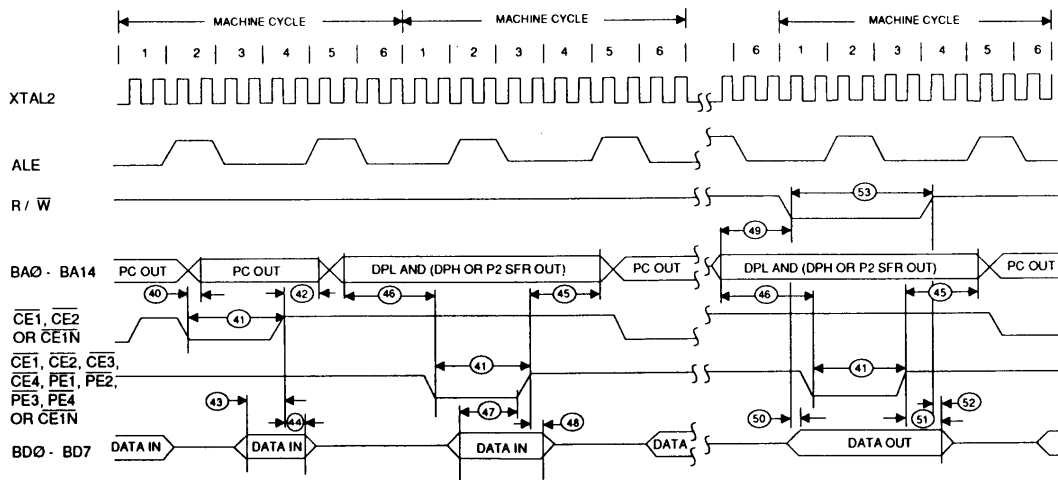 MACHINE CYCLE MACHINE CYCLE MACHINE CYCLE
1 2 3 4 5 6 1 2 3 4 5 6 6 1 2 3 4 5 6
XTAL2
ALE
R / W
53
49
BAØ - BA14 PC OUT PC OUT DPL AND (DPH OR P2 SFR OUT) PC OUT DPL AND (DPH OR P2 SFR OUT) PC OUT
40 42 46 45 46 45
CE1, CE2
OR CE1N
41
CE1, CE2, CE3,
CE4, PE1, PE2,
PE3, PE4
OR CE1N
41 41
43 44 47 48 50 51 52
BDØ - BD7 DATA IN DATA IN DATA IN DATA DATA OUT